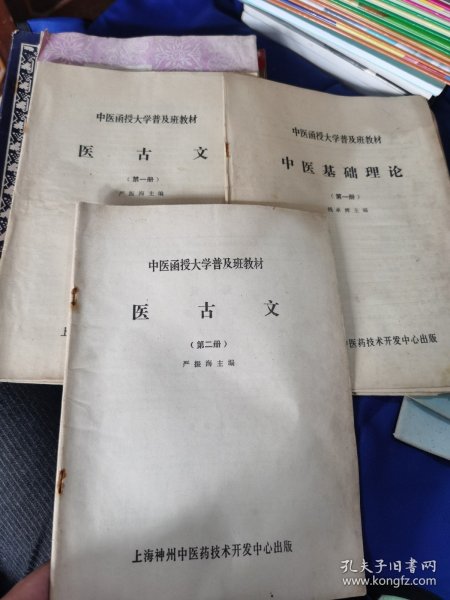 中医函授大学普及班教材
医古文
（第一册）
严振海主编
上
中医函授大学普及班教材
中医基础理论
（第一册）
主编
中医药技术开发中心出版
中医函授大学普及班教材
医古文
（第二册）
严振海主编
上海神州中医药技术开发中心出版
孔夫子旧书网
www.kongfz.com